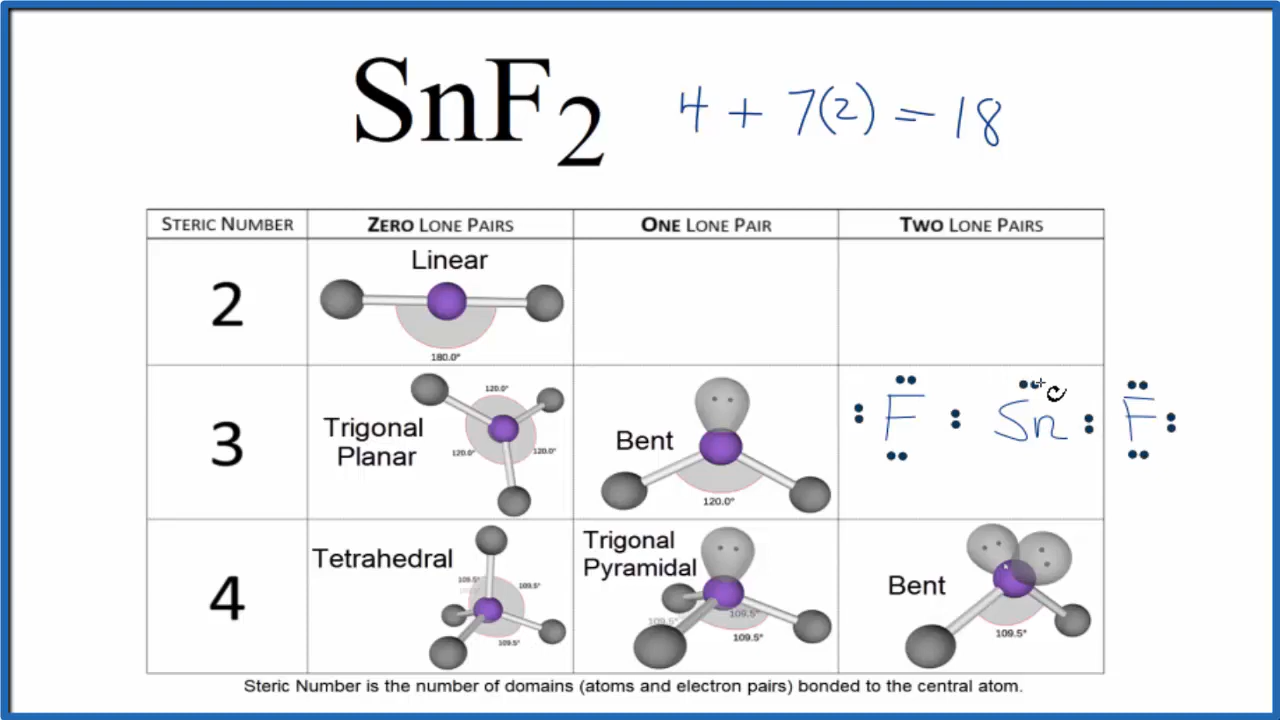 SnF2 4 + 7(2) = 18
STERIC NUMBER ZERO LONE PAIRS ONE LONE PAIR TWO LONE PAIRS
2 Linear
180.0°
3 Trigonal Planar
120.0° 120.0° 120.0°
Bent
120.0°
F Sn F
4 Tetrahedral
109.5° 109.5° 109.5°
Trigonal Pyramidal
109.5° 109.5° 109.5°
Bent
109.5°
Steric Number is the number of domains (atoms and electron pairs) bonded to the central atom.